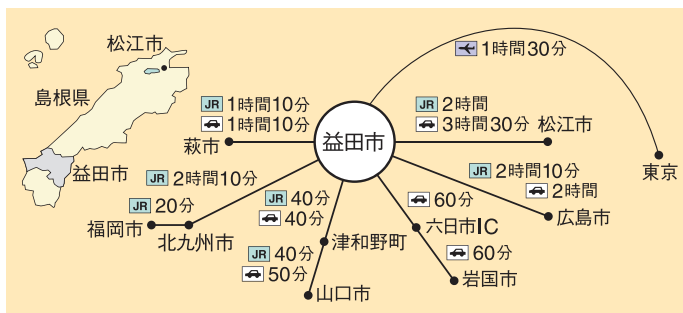 松江市
島根県
益田市
益田市
1時間30分
東京
JR 1時間10分
1時間10分
萩市
JR 2時間
3時間30分
松江市
JR 2時間10分
2時間
広島市
JR 2時間10分
北九州市
JR 20分
福岡市
JR 40分
40分
津和野町
JR 40分
50分
山口市
60分
六日市IC
60分
岩国市